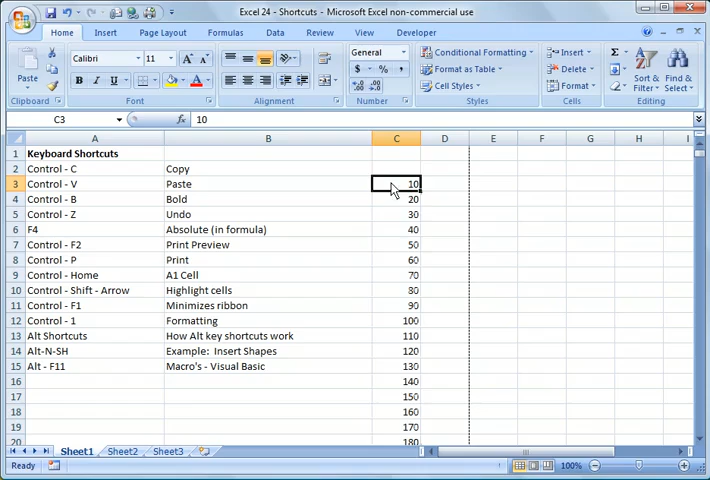 Excel 24 - Shortcuts - Microsoft Excel non-commercial use
Home Insert Page Layout Formulas Data Review View Developer
Paste
Clipboard
Calibri 11
B I U A
Font
Alignment
General
$ % ,
Number
Conditional Formatting
Format as Table
Cell Styles
Styles
Insert
Delete
Format
Cells
Σ
Sort & Filter
Find & Select
Editing
C3 fx 10
A B C D E F G H I
1 Keyboard Shortcuts
2 Control - C Copy
3 Control - V Paste 10
4 Control - B Bold 20
5 Control - Z Undo 30
6 F4 Absolute (in formula) 40
7 Control - F2 Print Preview 50
8 Control - P Print 60
9 Control - Home A1 Cell 70
10 Control - Shift - Arrow Highlight cells 80
11 Control - F1 Minimizes ribbon 90
12 Control - 1 Formatting 100
13 Alt Shortcuts How Alt key shortcuts work 110
14 Alt-N-SH Example: Insert Shapes 120
15 Alt - F11 Macro's - Visual Basic 130
16 140
17 150
18 160
19 170
20 180
Sheet1 Sheet2 Sheet3
Ready 100%